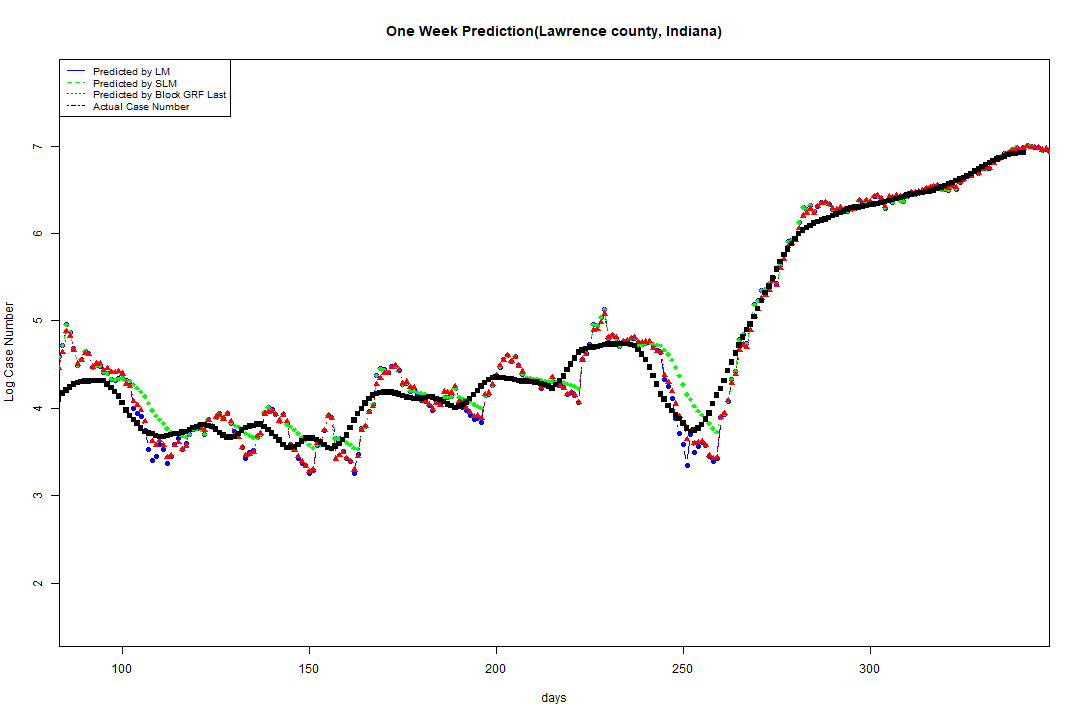 One Week Prediction(Lawrence county, Indiana)
Predicted by LM
Predicted by SLM
Predicted by Block GRF Last
Actual Case Number
7
6
5
4
3
2
Log Case Number
100
150
200
250
300
days